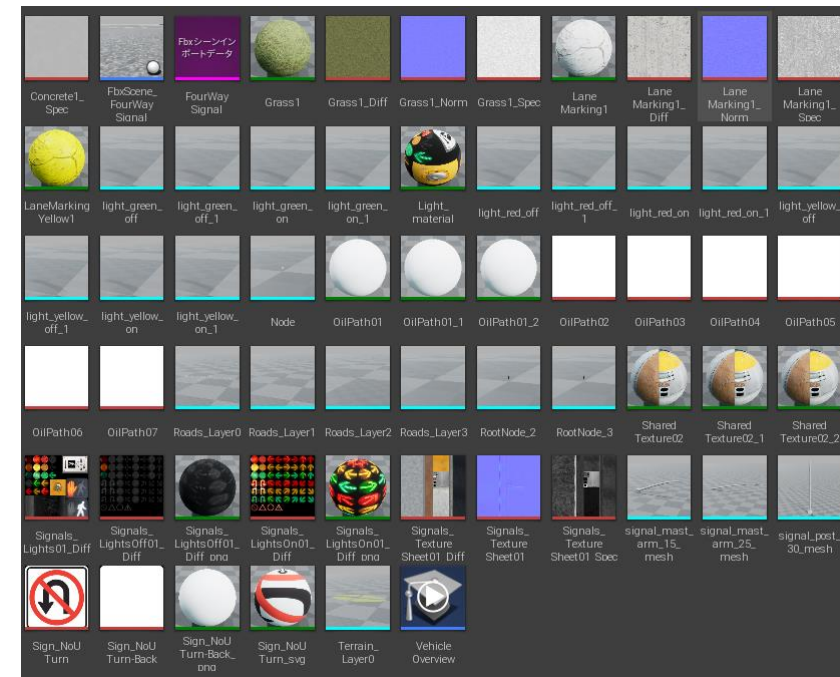 Fbxシーンイン
ポートデータ
Concrete1_
Spec
FbxScene_
FourWay
Signal
FourWay
Signal
Grass1
Grass1_Diff
Grass1_Norm
Grass1_Spec
Lane
Marking1
Lane
Marking1_
Diff
Lane
Marking1_
Norm
Lane
Marking1_
Spec
LaneMarking
Yellow1
light_green_
off
light_green_
off_1
light_green_
on
light_green_
on_1
Light_
material
light_red_off
light_red_off_
1
light_red_on
light_red_on_1
light_yellow_
off
light_yellow_
off_1
light_yellow_
on
light_yellow_
on_1
Node
OilPath01
OilPath01_1
OilPath01_2
OilPath02
OilPath03
OilPath04
OilPath05
OilPath06
OilPath07
Roads_Layer0
Roads_Layer1
Roads_Layer2
Roads_Layer3
RootNode_2
RootNode_3
Shared
Texture02
Shared
Texture02_1
Shared
Texture02_2
Signals_
Lights01_Diff
Signals_
LightsOff01_
Diff
Signals_
LightsOff01_
Diff_png
Signals_
LightsOn01_
Diff
Signals_
LightsOn01_
Diff_png
Signals_
Texture
Sheet01_Diff
Signals_
Texture
Sheet01
Signals_
Texture
Sheet01_Spec
signal_mast_
arm_15_
mesh
signal_mast_
arm_25_
mesh
signal_post_
30_mesh
Sign_NoU
Turn
Sign_NoU
Turn-Back
Sign_NoU
Turn-Back_
png
Sign_NoU
Turn_svg
Terrain_
Layer0
Vehicle
Overview